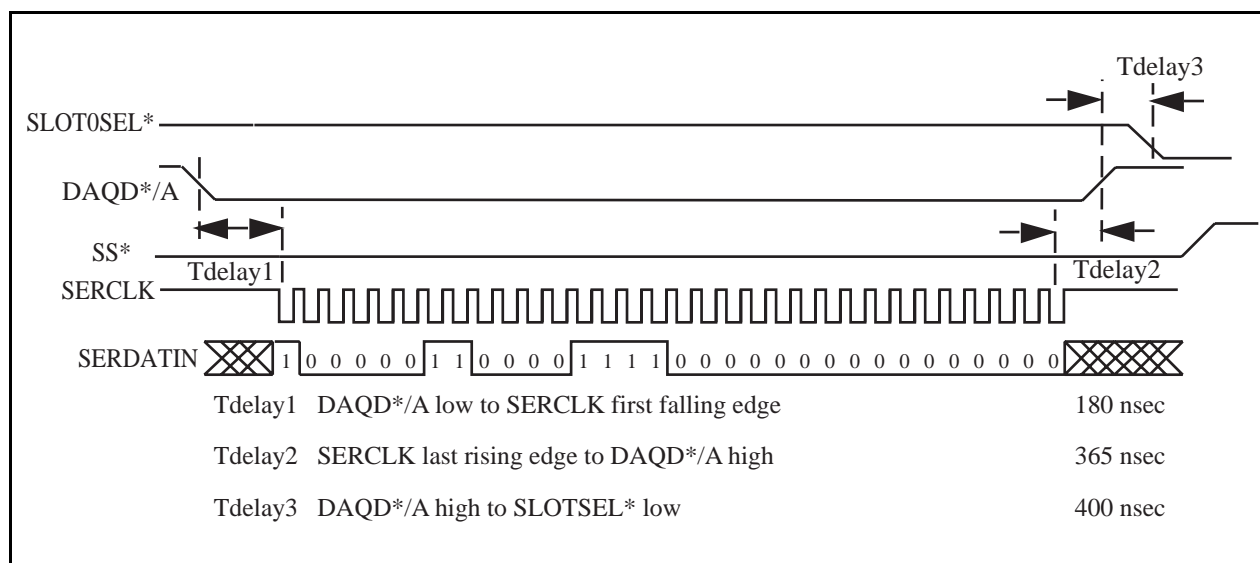 Tdelay3
SLOT0SEL*
DAQD*/A
SS*
Tdelay1
Tdelay2
SERCLK
SERDATIN 1 0 0 0 0 0 1 1 0 0 0 0 1 1 1 1 0 0 0 0 0 0 0 0 0 0 0 0 0 0 0 0
Tdelay1 DAQD*/A low to SERCLK first falling edge 180 nsec
Tdelay2 SERCLK last rising edge to DAQD*/A high 365 nsec
Tdelay3 DAQD*/A high to SLOTSEL* low 400 nsec